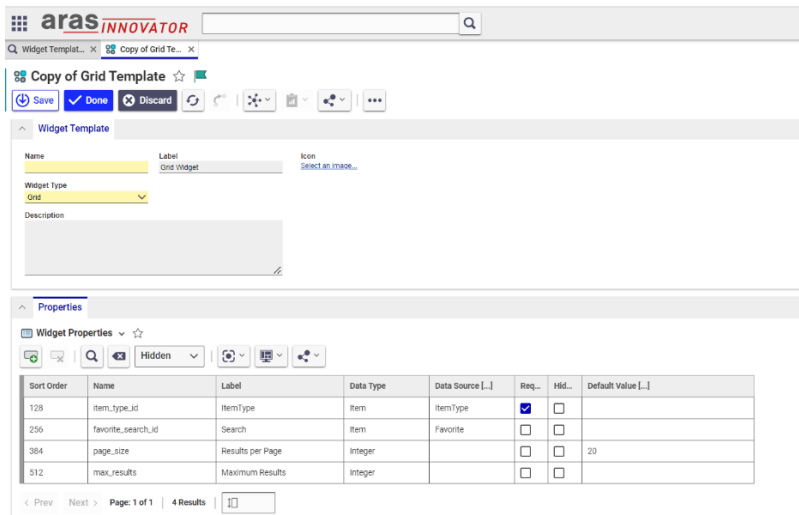 aras INNOVATOR
Widget Templat... × Copy of Grid Te... ×
Copy of Grid Template
Save Done Discard
Widget Template
Name Label Icon
Grid Widget Select an image...
Widget Type
Grid
Description
Properties
Widget Properties
Hidden
Sort Order Name Label Data Type Data Source [...] Req... Hid... Default Value [...]
128 item_type_id ItemType Item ItemType
256 favorite_search_id Search Item Favorite
384 page_size Results per Page Integer 20
512 max_results Maximum Results Integer
< Prev Next > Page: 1 of 1 4 Results